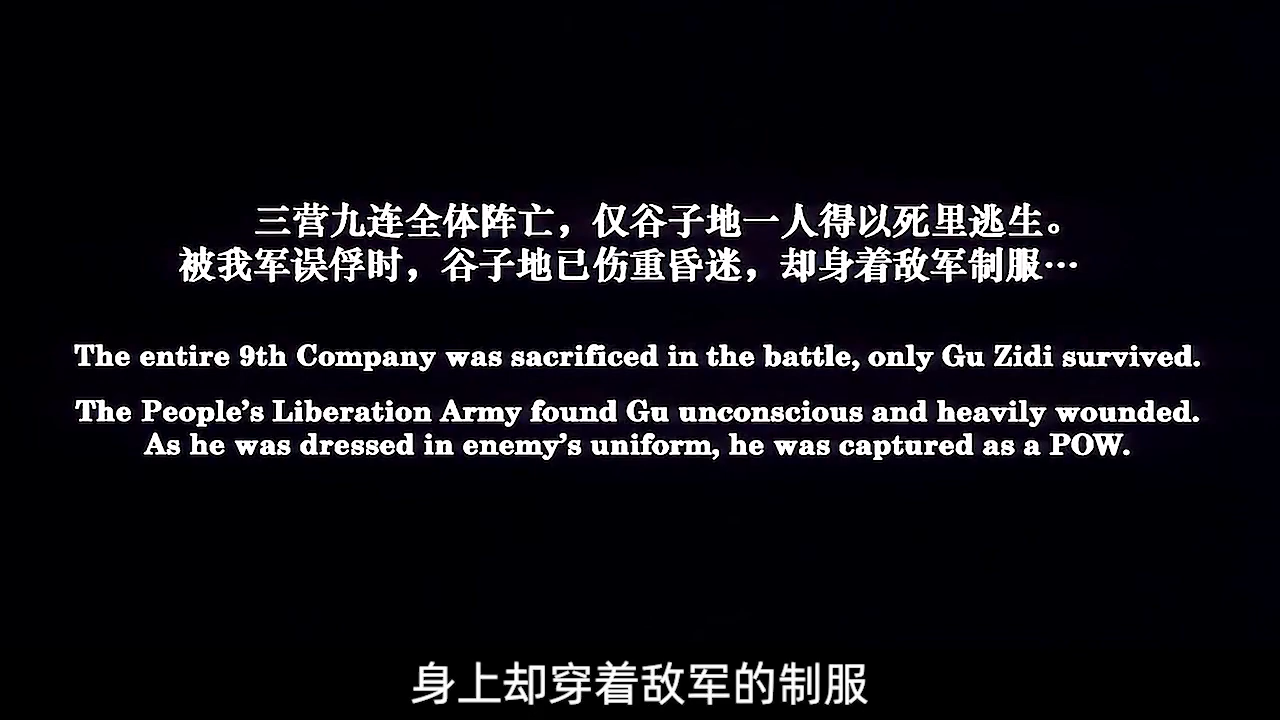 三营九连全体阵亡，仅谷子地一人得以死里逃生。
被我军误俘时，谷子地已伤重昏迷，却身着敌军制服…
The entire 9th Company was sacrificed in the battle, only Gu Zidi survived.
The People's Liberation Army found Gu unconscious and heavily wounded.
As he was dressed in enemy's uniform, he was captured as a POW.
身上却穿着敌军的制服